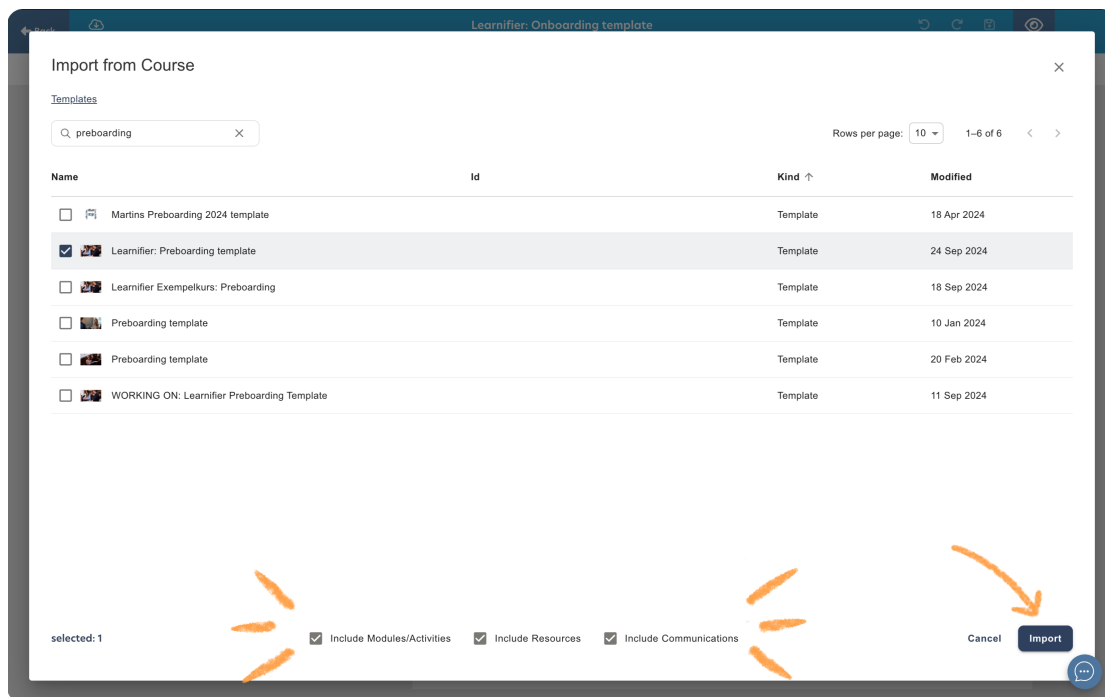 Back
Learnifier: Onboarding template
Import from Course
Templates
preboarding
Rows per page: 10 1–6 of 6
Name Id Kind Modified
Martins Preboarding 2024 template Template 18 Apr 2024
Learnifier: Preboarding template Template 24 Sep 2024
Learnifier Exempelkurs: Preboarding Template 18 Sep 2024
Preboarding template Template 10 Jan 2024
Preboarding template Template 20 Feb 2024
WORKING ON: Learnifier Preboarding Template Template 11 Sep 2024
selected: 1 Include Modules/Activities Include Resources Include Communications Cancel Import